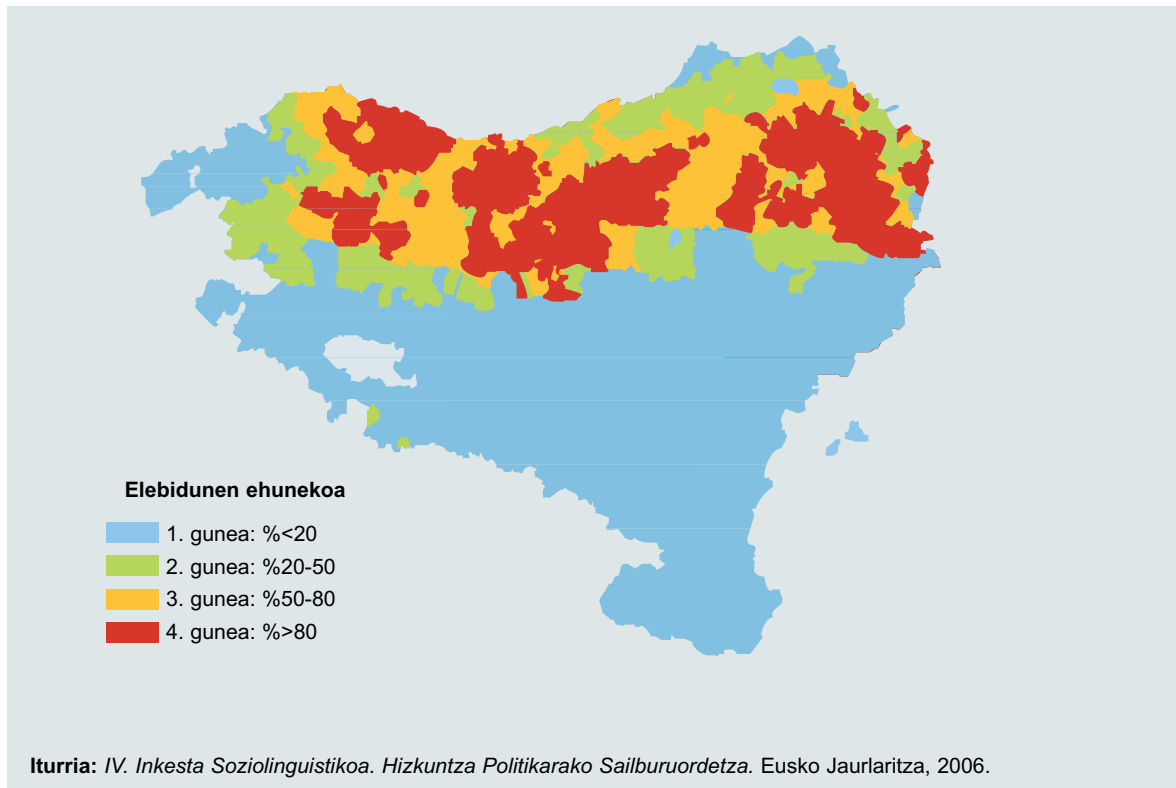 Elebidunen ehunekoa
1. gunea: %<20
2. gunea: %20-50
3. gunea: %50-80
4. gunea: %>80
Iturria: IV. Inkesta Soziolinguistikoa. Hizkuntza Politikarako Sailburuordetza. Eusko Jaurlaritza, 2006.